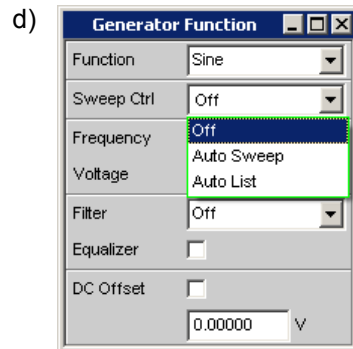 d)
Generator Function
Function Sine
Sweep Ctrl Off
Frequency Off
Auto Sweep
Voltage
Auto List
Filter Off
Equalizer
DC Offset
0.00000 V